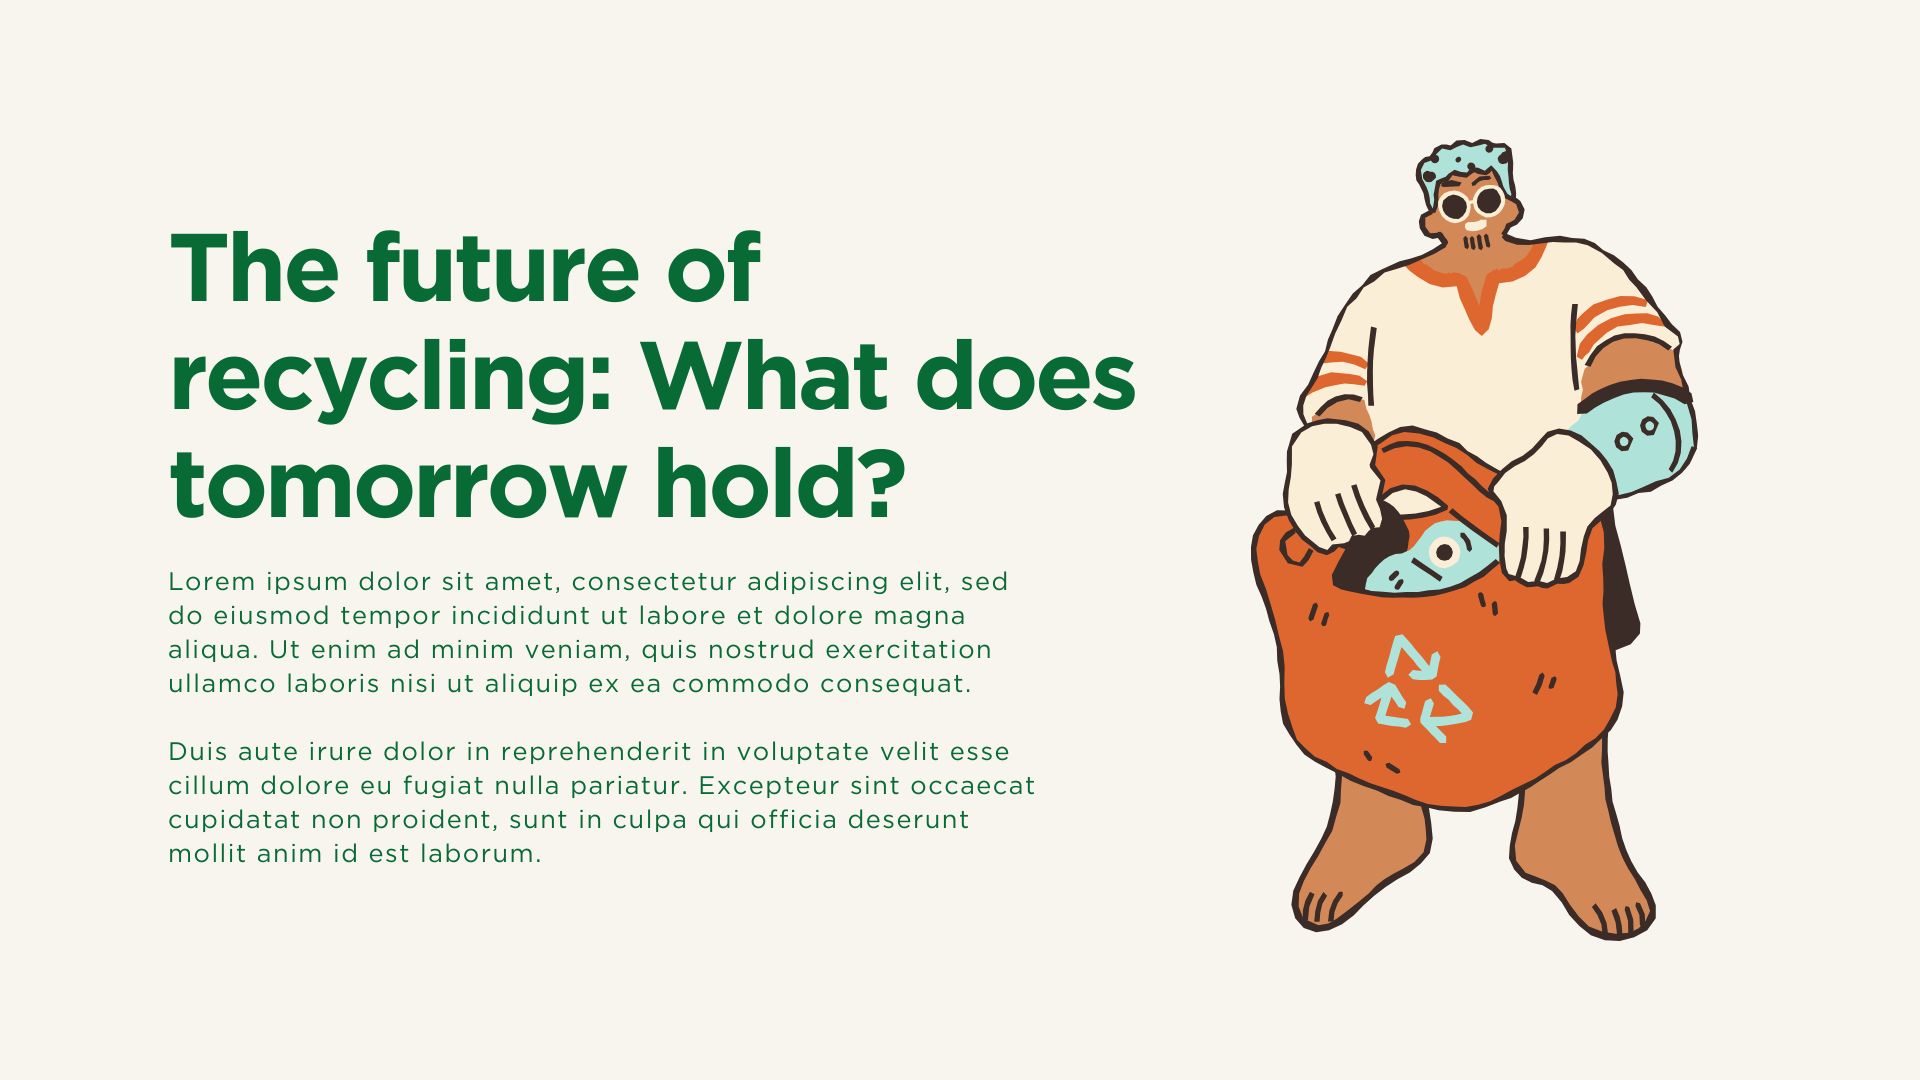 The future of
recycling: What does
tomorrow hold?
Lorem ipsum dolor sit amet, consectetur adipiscing elit, sed
do eiusmod tempor incididunt ut labore et dolore magna
aliqua. Ut enim ad minim veniam, quis nostrud exercitation
ullamco laboris nisi ut aliquip ex ea commodo consequat.
Duis aute irure dolor in reprehenderit in voluptate velit esse
cillum dolore eu fugiat nulla pariatur. Excepteur sint occaecat
cupidatat non proident, sunt in culpa qui officia deserunt
mollit anim id est laborum.